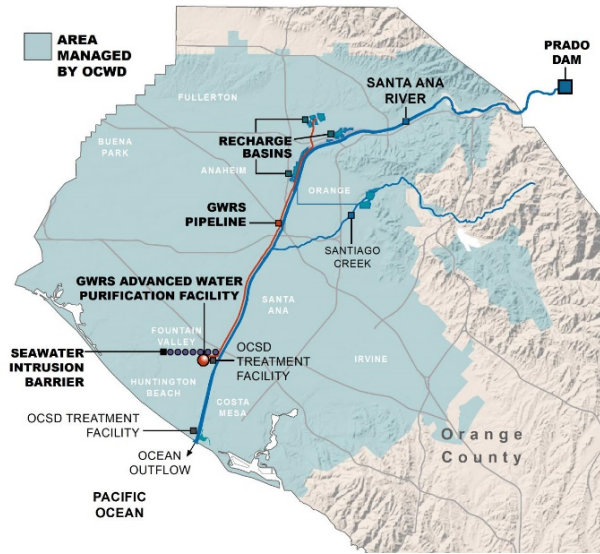 AREA
MANAGED
BY OCWD
PRADO
DAM
SANTA ANA
RIVER
FULLERTON
RECHARGE
BASINS
BUENA
PARK
ANAHEIM
ORANGE
GWRS
PIPELINE
SANTIAGO
CREEK
GWRS ADVANCED WATER
PURIFICATION FACILITY
SANTA
ANA
FOUNTAIN
VALLEY
SEAWATER
INTRUSION
BARRIER
OCSD
TREATMENT
FACILITY
IRVINE
HUNTINGTON
BEACH
COSTA
MESA
OCSD TREATMENT
FACILITY
Orange
County
OCEAN
OUTFLOW
PACIFIC
OCEAN